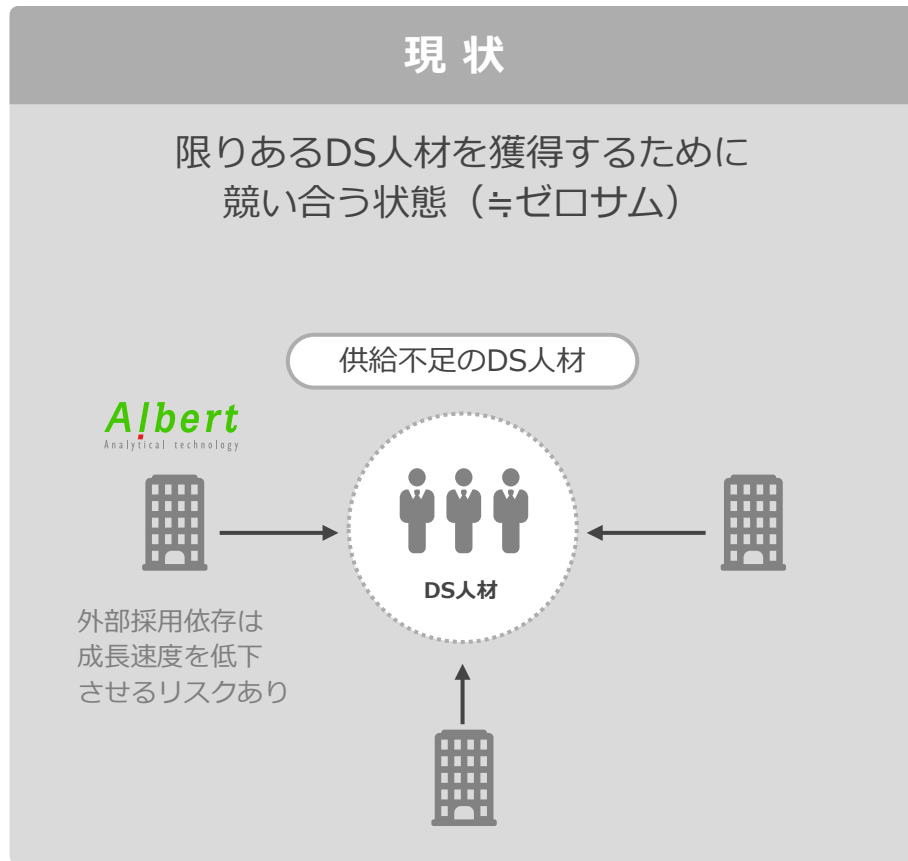 現 状
限りあるDS人材を獲得するために
競い合う状態（≒ゼロサム）
供給不足のDS人材
Albert
Analytical technology
DS人材
外部採用依存は
成長速度を低下
させるリスクあり